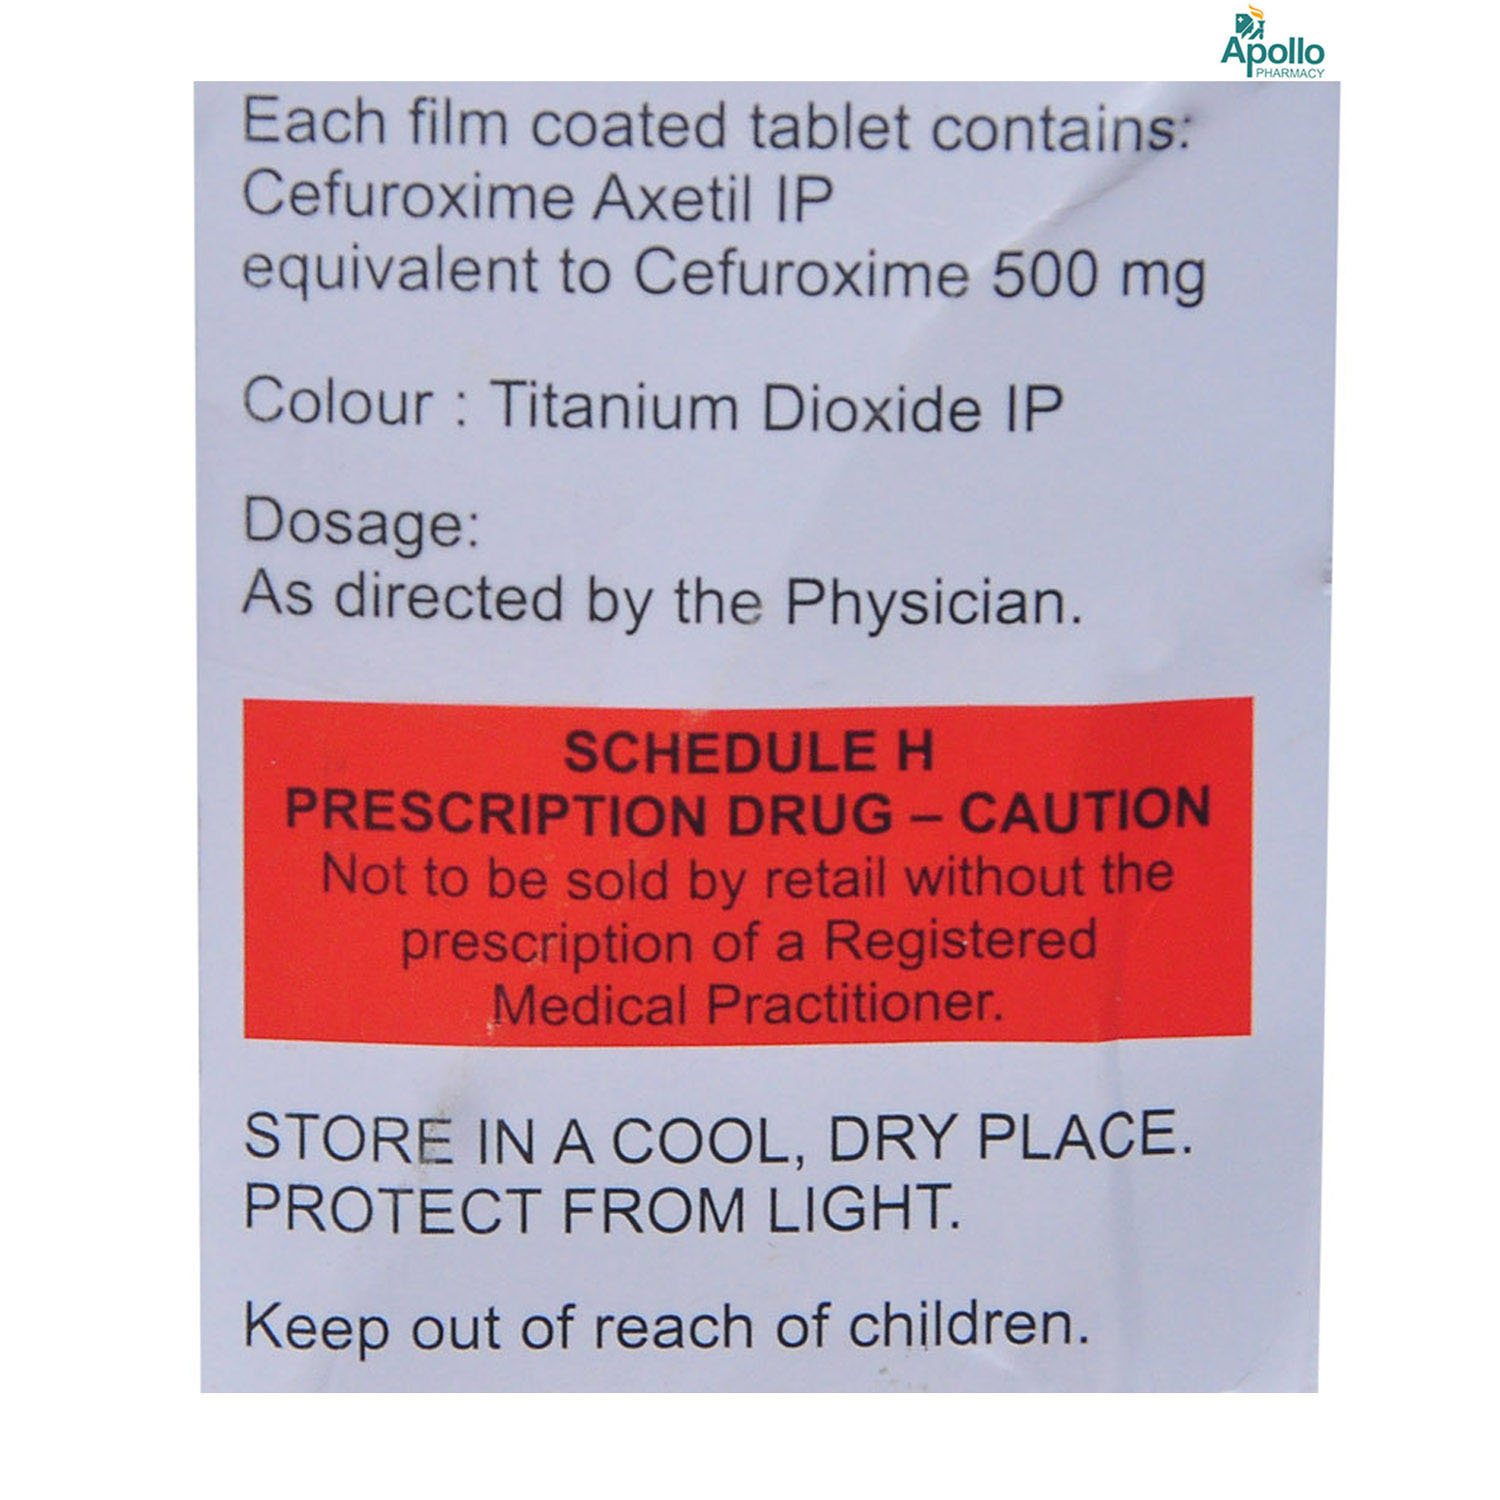 Apollo
PHARMACY
Each film coated tablet contains:
Cefuroxime Axetil IP
equivalent to Cefuroxime 500 mg
Colour : Titanium Dioxide IP
Dosage:
As directed by the Physician.
SCHEDULE H
PRESCRIPTION DRUG – CAUTION
Not to be sold by retail without the
prescription of a Registered
Medical Practitioner.
STORE IN A COOL, DRY PLACE.
PROTECT FROM LIGHT.
Keep out of reach of children.